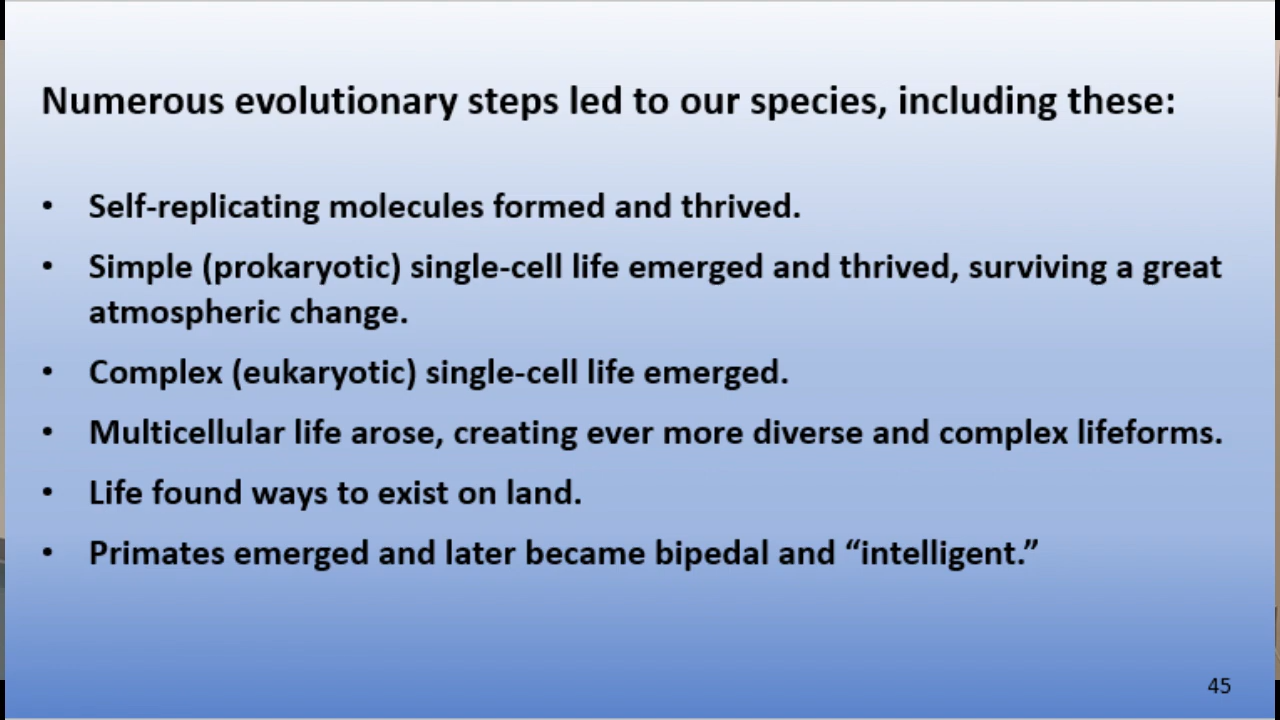 Numerous evolutionary steps led to our species, including these:
• Self-replicating molecules formed and thrived.
• Simple (prokaryotic) single-cell life emerged and thrived, surviving a great
atmospheric change.
• Complex (eukaryotic) single-cell life emerged.
• Multicellular life arose, creating ever more diverse and complex lifeforms.
• Life found ways to exist on land.
• Primates emerged and later became bipedal and “intelligent.”
45